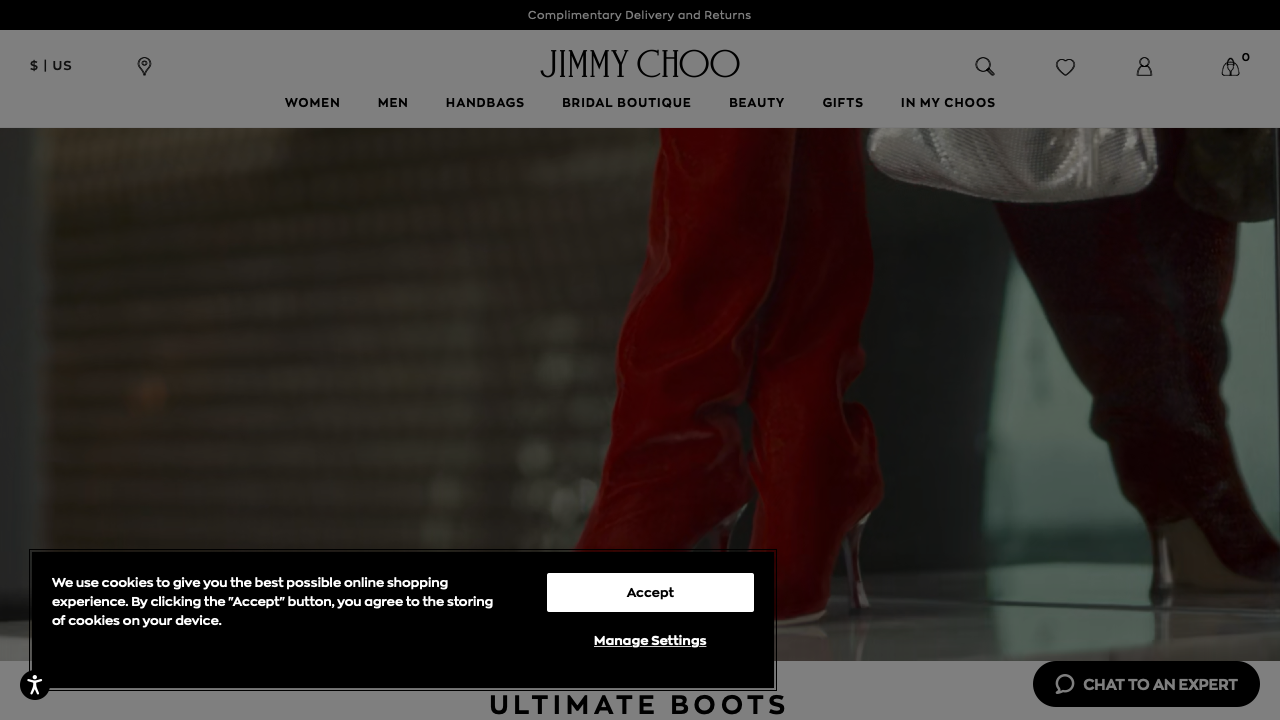 Complimentary Delivery and Returns
$ | US
JIMMY CHOO
0
WOMEN MEN HANDBAGS BRIDAL BOUTIQUE BEAUTY GIFTS IN MY CHOOS
We use cookies to give you the best possible online shopping
experience. By clicking the "Accept" button, you agree to the storing
of cookies on your device.
Accept
Manage Settings
CHAT TO AN EXPERT
ULTIMATE BOOTS